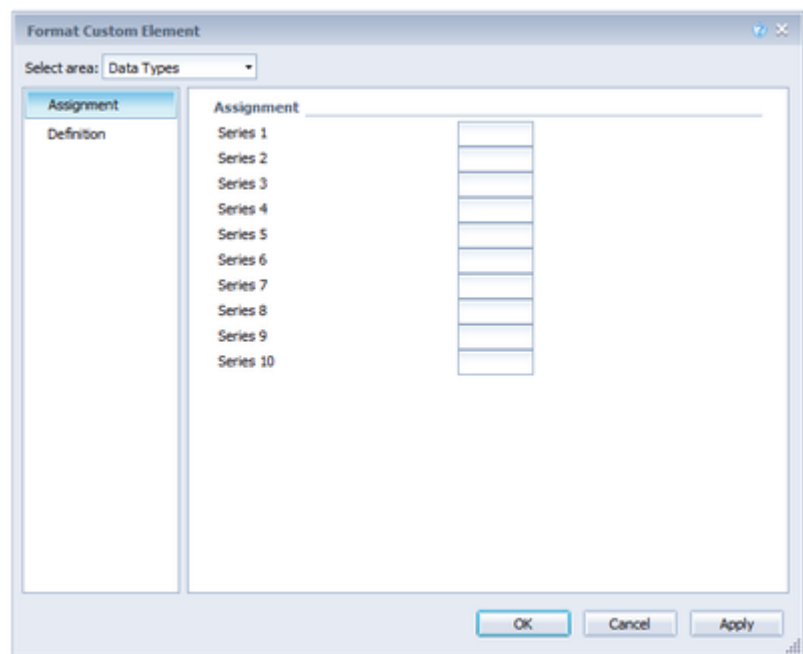 Format Custom Element
Select area: Data Types
Assignment
Definition
Assignment
Series 1
Series 2
Series 3
Series 4
Series 5
Series 6
Series 7
Series 8
Series 9
Series 10
OK Cancel Apply